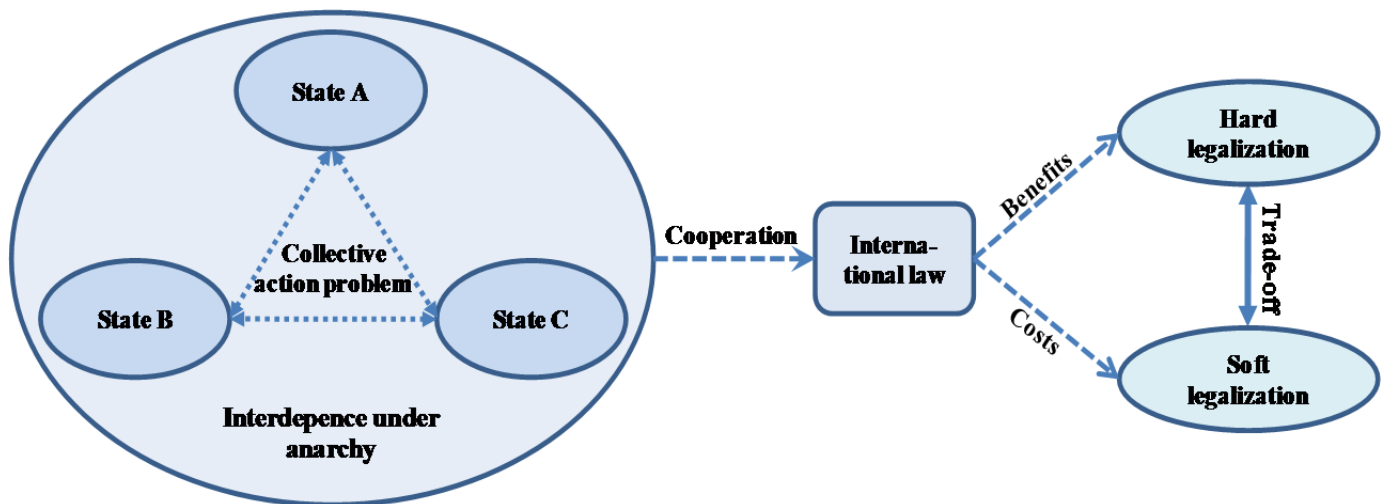 State A
Collective
action problem
State B
State C
Interdepence under
anarchy
Cooperation
Interna-
tional law
Benefits
Costs
Hard
legalization
Trade-off
Soft
legalization